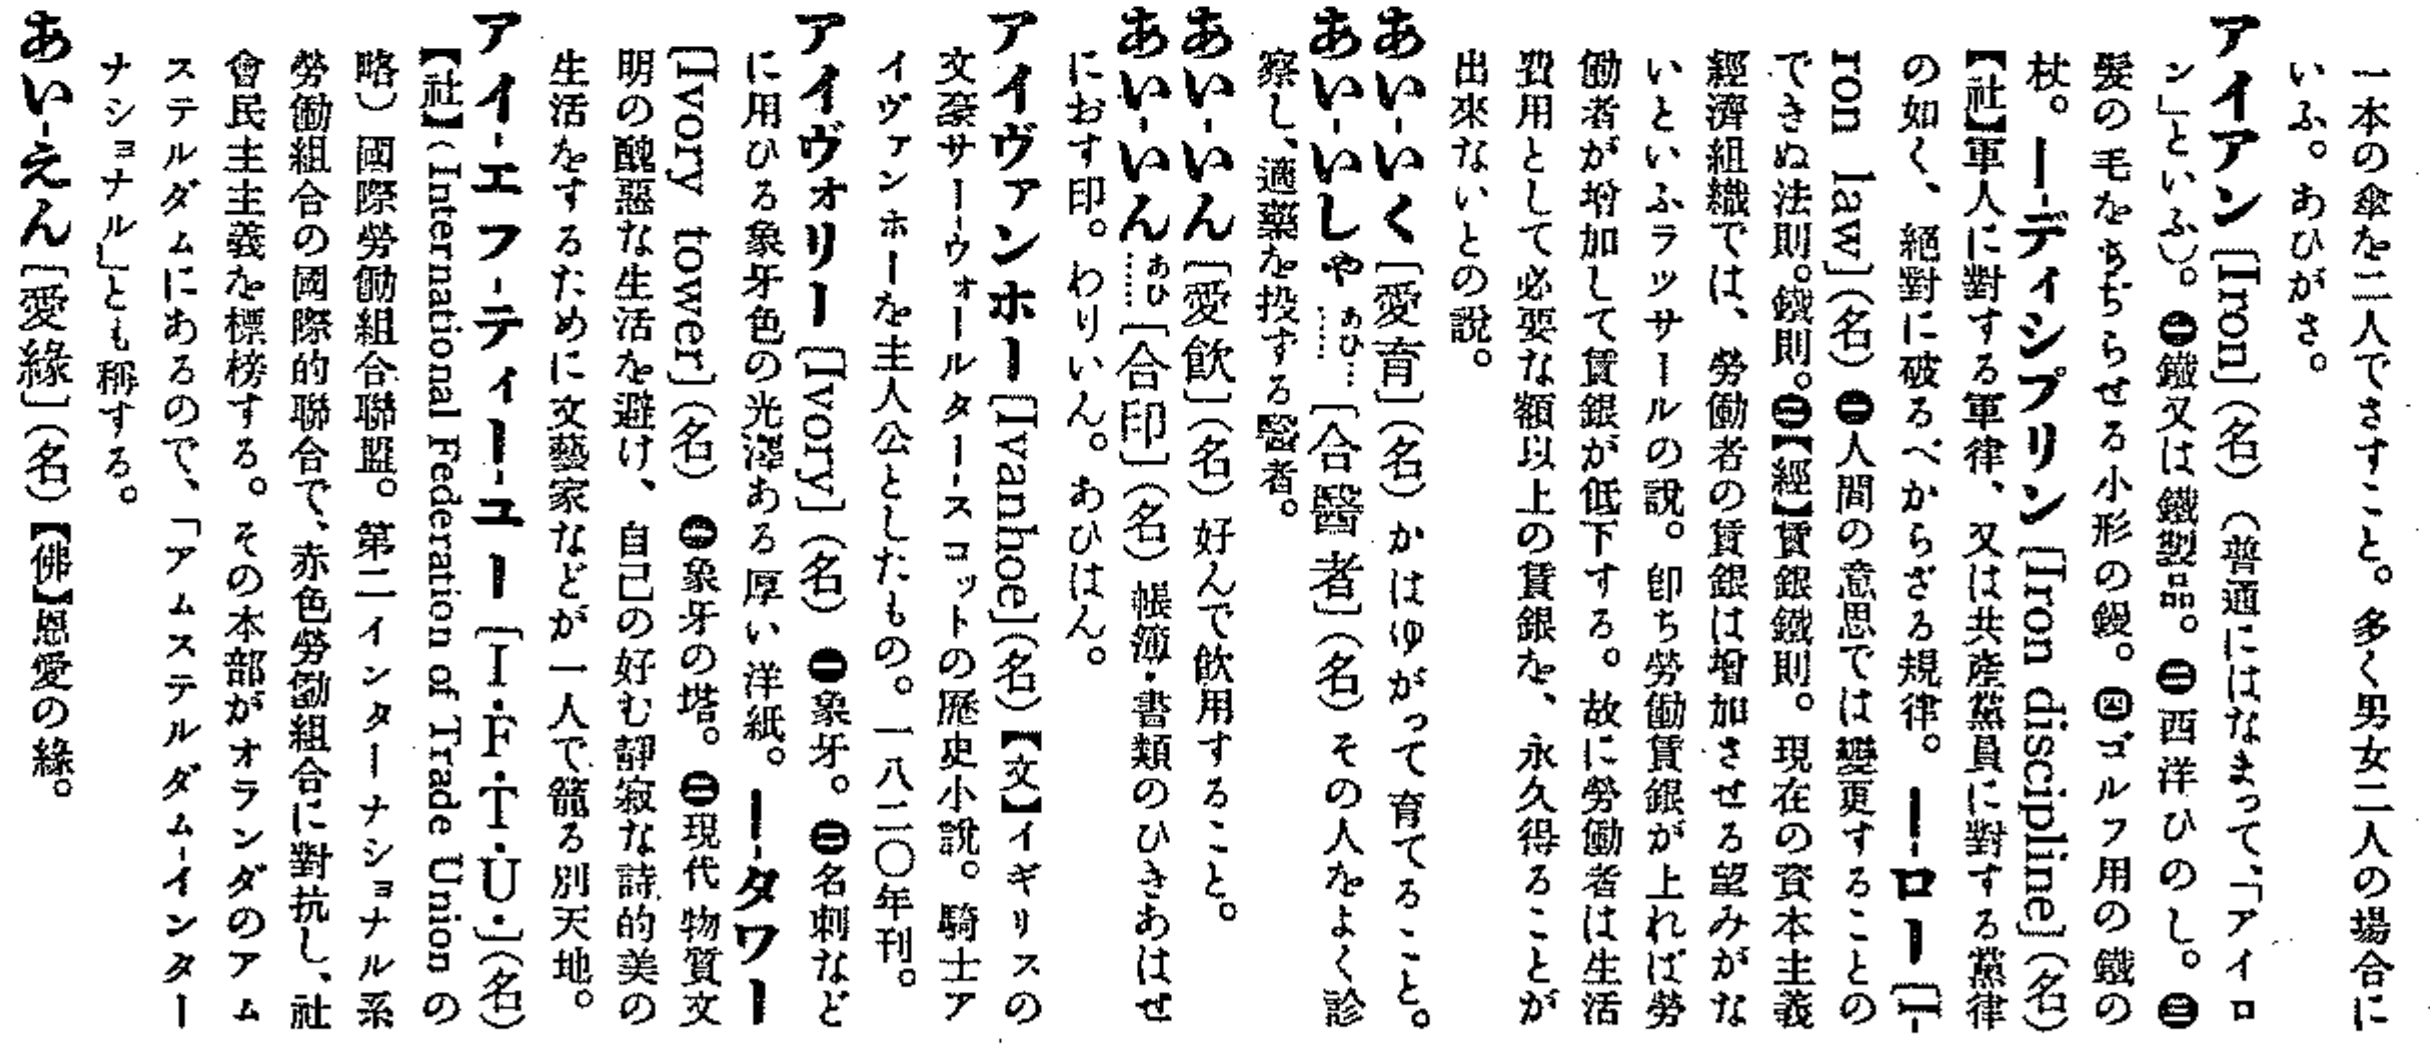 一本の傘を二人でさすこと。多く男女二人の場合に
いふ。あひがさ。
アイアン［Iron］（名）（普通にはなまって、「アイロ
ン」といふ）。㊀鐵又は鐵製品。㊁西洋ひのし。㊂
髮の毛をちぢらせる小形の鏝。㊃ゴルフ用の鐵の
杖。 ―-ディシプリン［Iron discipline］（名）
【社】軍人に對する軍律、又は共產黨員に對する黨律
の如く、絕對に破るべからざる規律。 ―-ロー［I-
ron law］（名）㊀人間の意思では變更することの
できぬ法則。鐵則。㊁【經】賃銀鐵則。現在の資本主義
經濟組織では、勞働者の賃銀は增加させる望みがな
いといふラッサールの說。卽ち勞働賃銀が上れば勞
働者が增加して賃銀が低下する。故に勞働者は生活
費用として必要な額以上の賃銀を、永久得ることが
出來ないとの說。
あい-いく［愛育］（名）かはゆがって育てること。
あい-いしゃ あひ…［合醫者］（名）その人をよく診
察し、適藥を投ずる醫者。
あい-いん［愛飮］（名）好んで飮用すること。
あい-いん あひ……［合印］（名）帳簿・書類のひきあはせ
におす印。わりいん。あひはん。
アイヴァンホー［Ivanhoe］（名）【文】イギリスの
文豪サー-ウォールター-スコットの歷史小說。騎士ア
イヴァンホーを主人公としたもの。一八二〇年刊。
アイヴォリー［Ivory］（名）㊀象牙。㊁名刺など
に用ひる象牙色の光澤ある厚い洋紙。 ―-タワー
［Ivory tower］（名）㊀象牙の塔。㊁現代物質文
明の醜惡な生活を避け、自己の好む靜寂な詩的美の
生活をするために文藝家などが一人で籠る別天地。
アイ-エフ-ティー-ユー［I・F・T・U・］（名）
【社】（International Federation of Trade Union の
略）國際勞働組合聯盟。第二インターナショナル系
勞働組合の國際的聯合で、赤色勞働組合に對抗し、社
會民主主義を標榜する。その本部がオランダのアム
ステルダムにあるので、「アムステルダム-インター
ナショナル」とも稱する。
あい-えん［愛緣］（名）【佛】恩愛の緣。